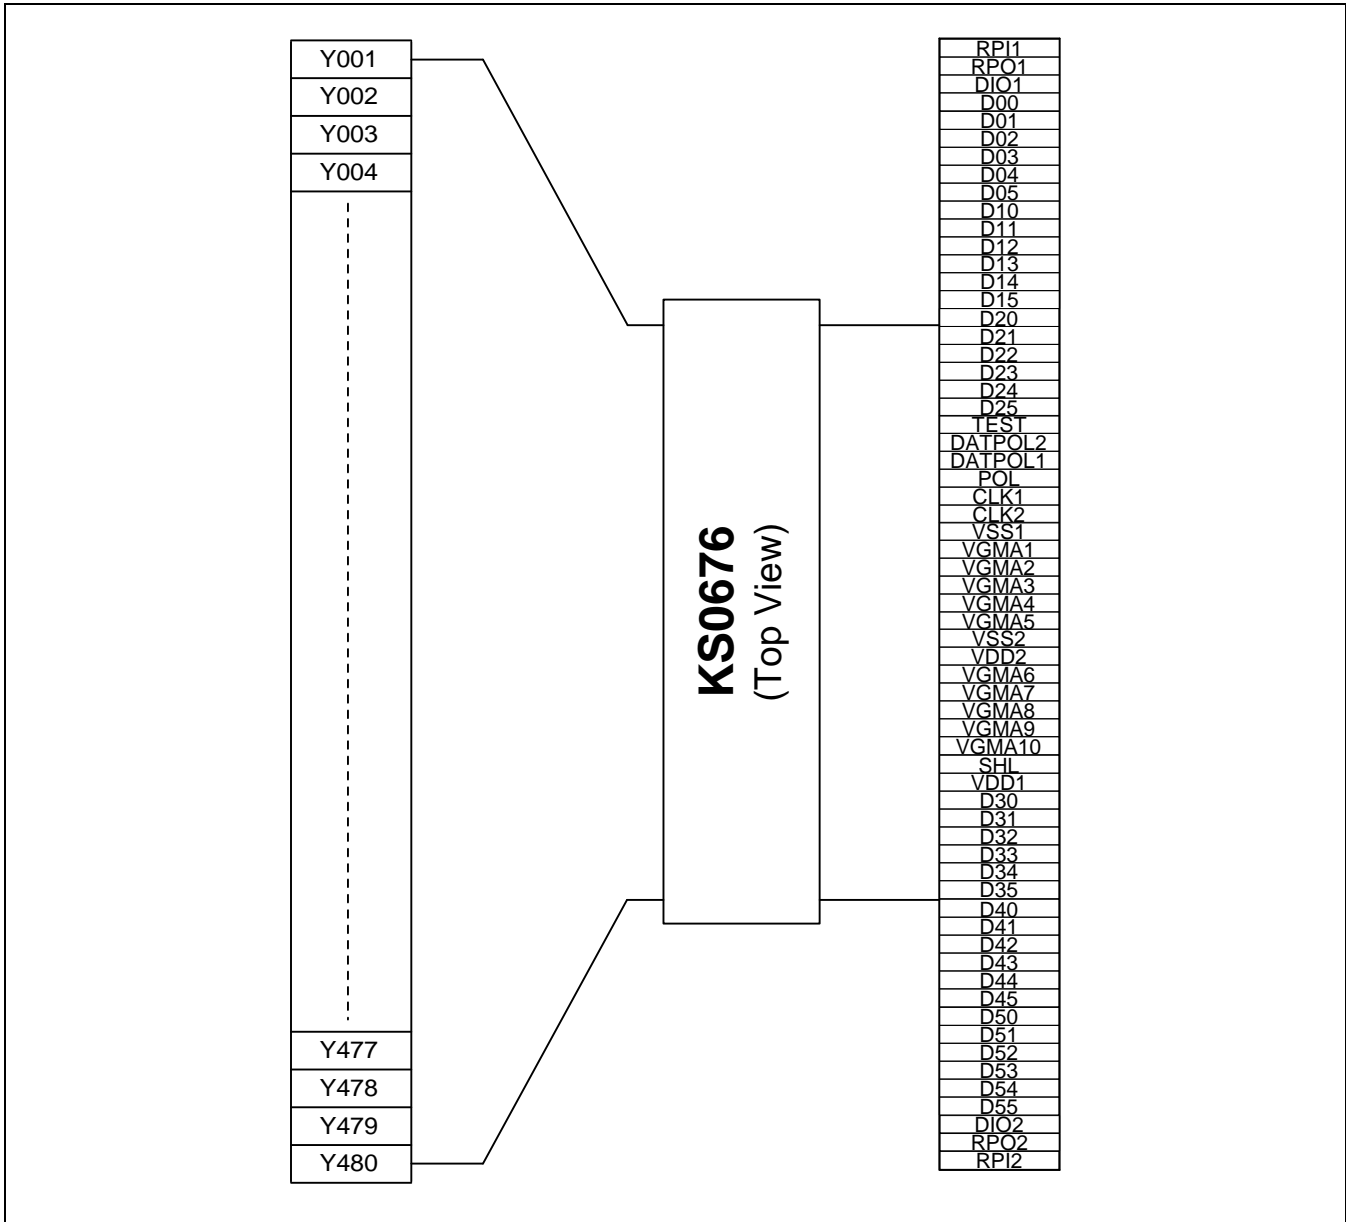 Y001
Y002
Y003
Y004
Y477
Y478
Y479
Y480
KS0676
(Top View)
RPI1
RPO1
DIO1
D00
D01
D02
D03
D04
D05
D10
D11
D12
D13
D14
D15
D20
D21
D22
D23
D24
D25
TEST
DATPOL2
DATPOL1
POL
CLK1
CLK2
VSS1
VGMA1
VGMA2
VGMA3
VGMA4
VGMA5
VSS2
VDD2
VGMA6
VGMA7
VGMA8
VGMA9
VGMA10
SHL
VDD1
D30
D31
D32
D33
D34
D35
D40
D41
D42
D43
D44
D45
D50
D51
D52
D53
D54
D55
DIO2
RPO2
RPI2